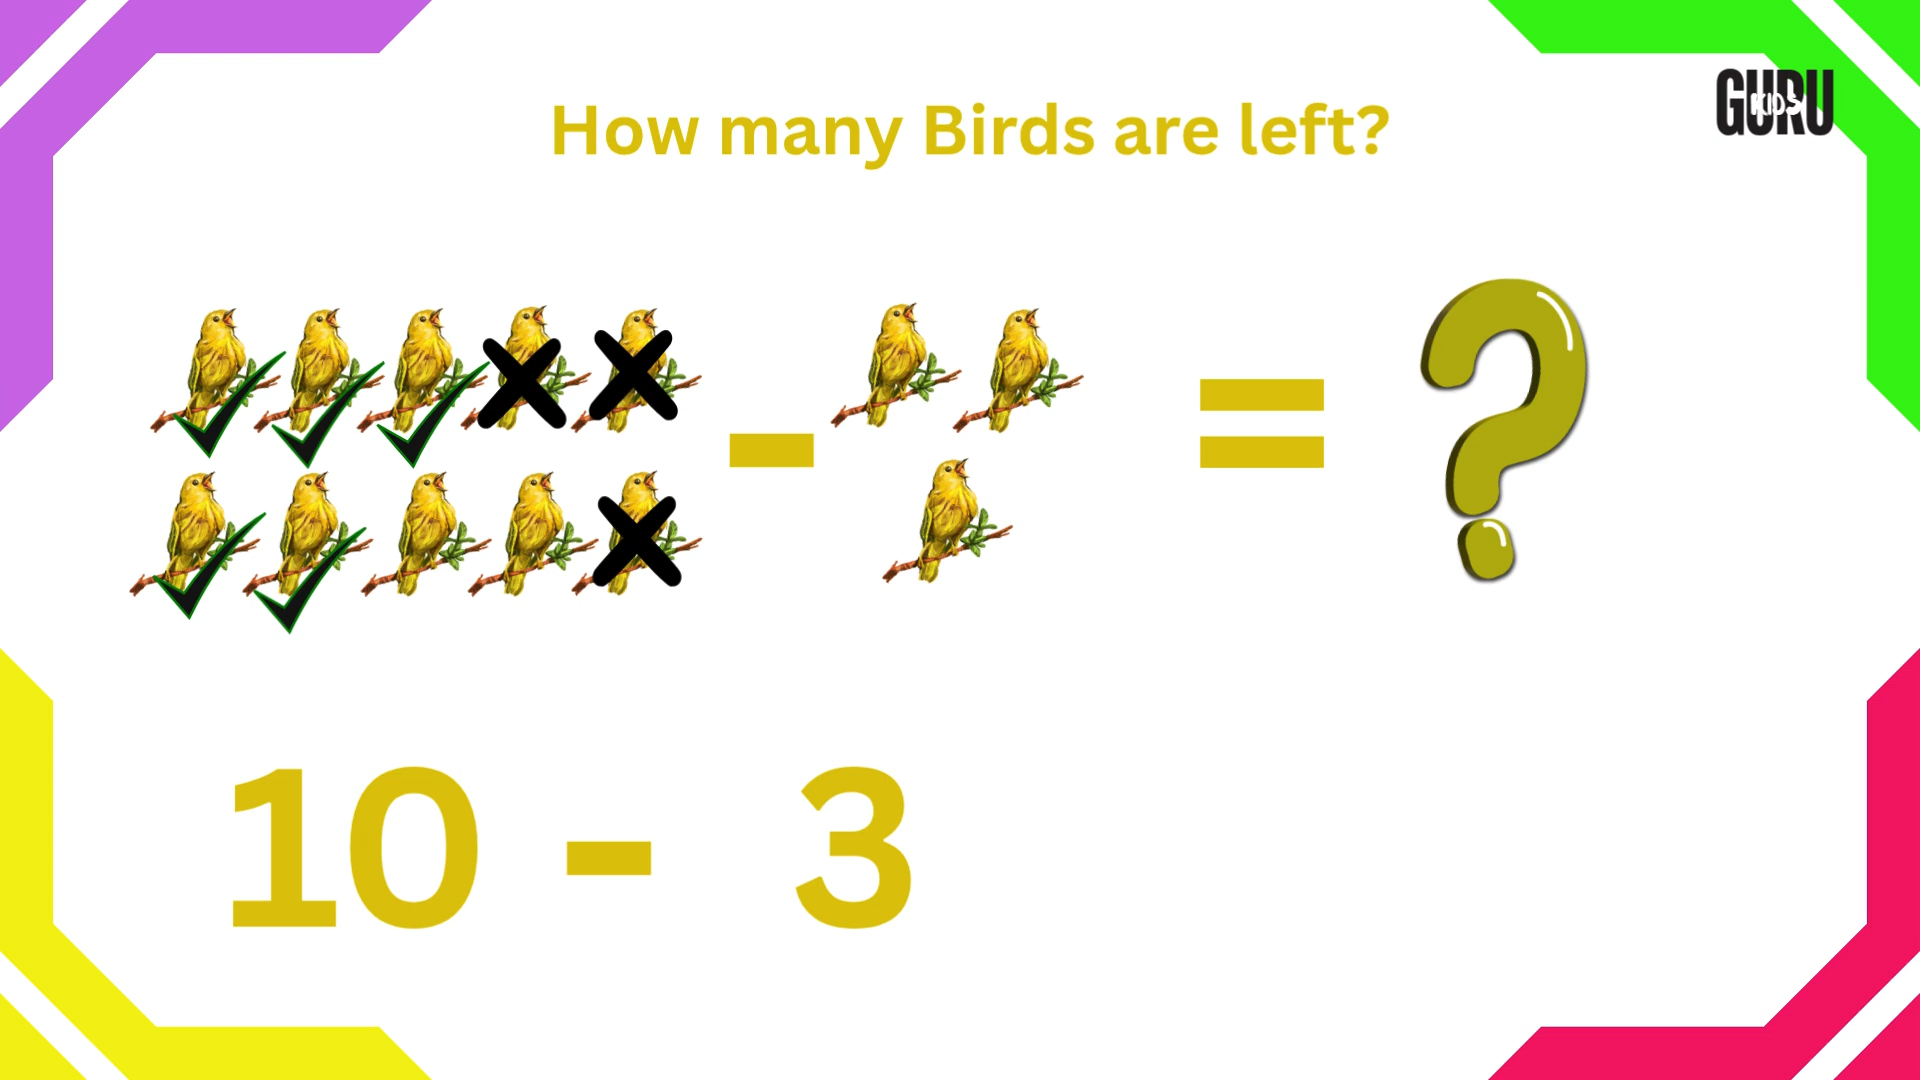 How many Birds are left?
GURU
KIDS
-
=
?
10 - 3